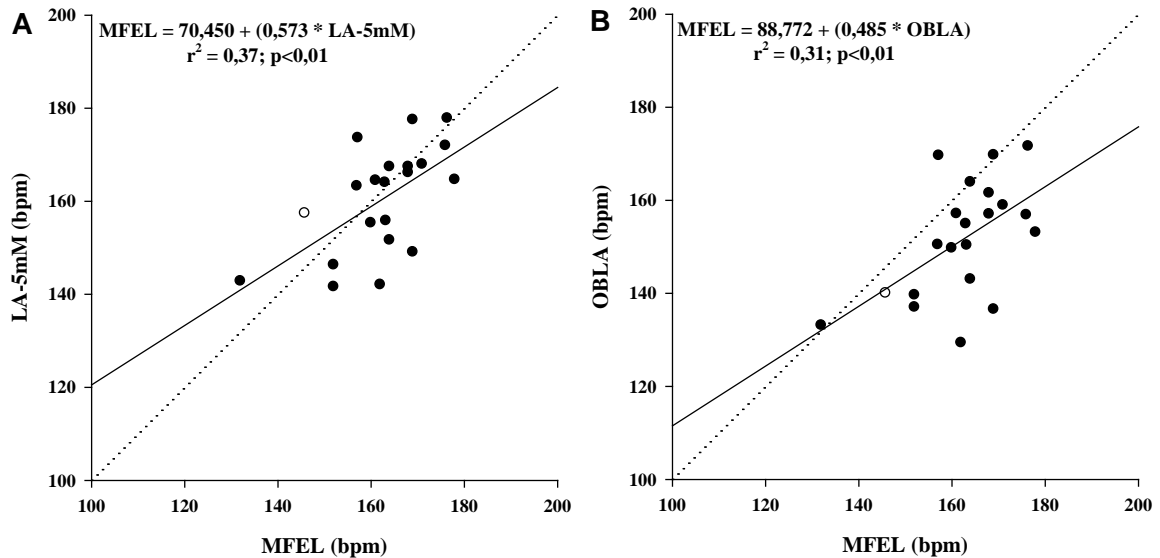 A
MFEL = 70,450 + (0,573 * LA-5mM)
r² = 0,37; p<0,01
200
180
160
140
120
100
LA-5mM (bpm)
100 120 140 160 180 200
MFEL (bpm)
B
MFEL = 88,772 + (0,485 * OBLA)
r² = 0,31; p<0,01
200
180
160
140
120
100
OBLA (bpm)
100 120 140 160 180 200
MFEL (bpm)